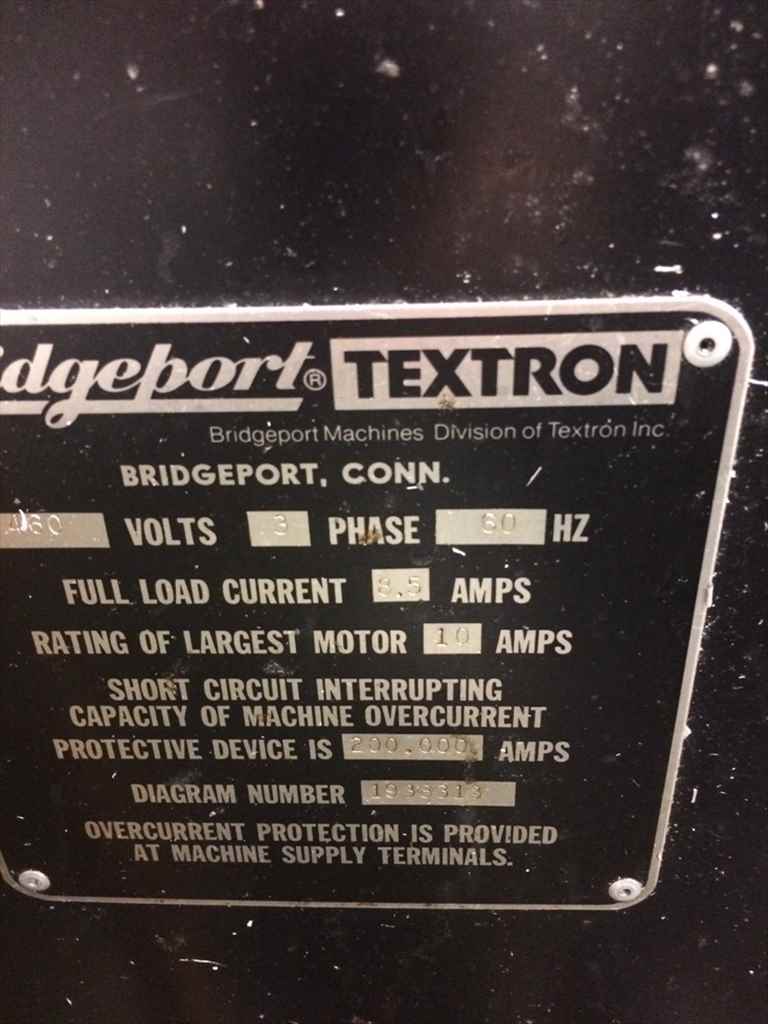 idgeport® TEXTRON
Bridgeport Machines Division of Textron Inc.
BRIDGEPORT, CONN.
460 VOLTS 3 PHASE 60 HZ
FULL LOAD CURRENT 8.5 AMPS
RATING OF LARGEST MOTOR 10 AMPS
SHORT CIRCUIT INTERRUPTING
CAPACITY OF MACHINE OVERCURRENT
PROTECTIVE DEVICE IS 200,000 AMPS
DIAGRAM NUMBER
OVERCURRENT PROTECTION IS PROVIDED
AT MACHINE SUPPLY TERMINALS.